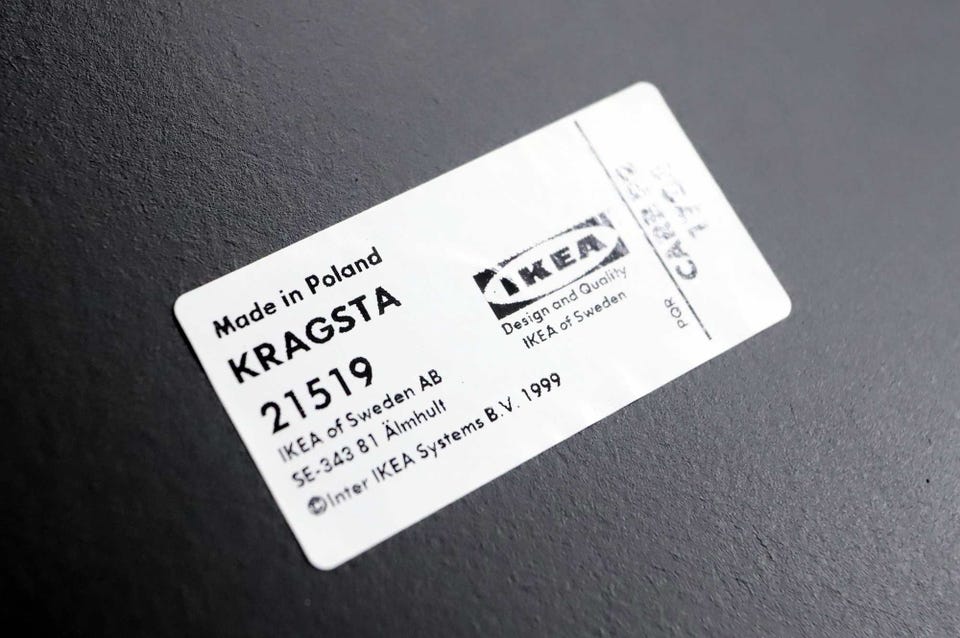 Made in Poland
KRAGSTA
21519
IKEA of Sweden AB
SE-343 81 Älmhult
©Inter IKEA Systems B.V. 1999
IKEA
Design and Quality
IKEA of Sweden
PGR